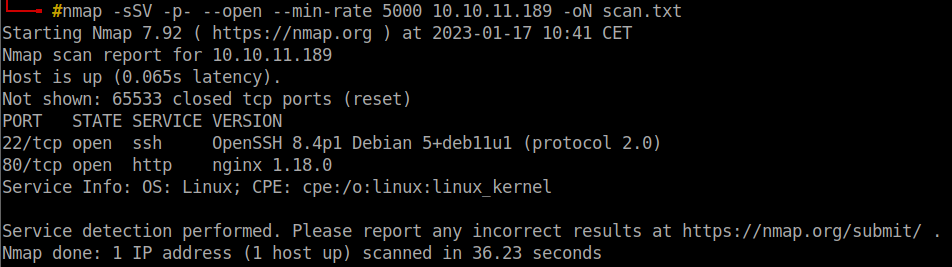 #nmap -sSV -p- --open --min-rate 5000 10.10.11.189 -oN scan.txt
Starting Nmap 7.92 ( https://nmap.org ) at 2023-01-17 10:41 CET
Nmap scan report for 10.10.11.189
Host is up (0.065s latency).
Not shown: 65533 closed tcp ports (reset)
PORT   STATE SERVICE VERSION
22/tcp open  ssh     OpenSSH 8.4p1 Debian 5+deb11u1 (protocol 2.0)
80/tcp open  http    nginx 1.18.0
Service Info: OS: Linux; CPE: cpe:/o:linux:linux_kernel
Service detection performed. Please report any incorrect results at https://nmap.org/submit/ .
Nmap done: 1 IP address (1 host up) scanned in 36.23 seconds